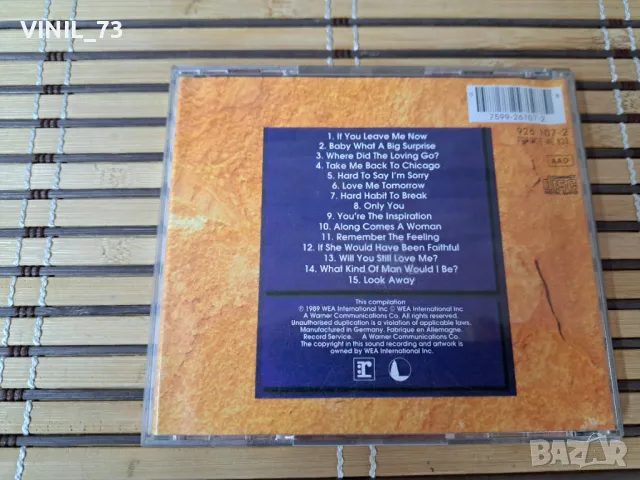 VINIL_73
7599-26107-2
925 107-2
AAD
1. If You Leave Me Now
2. Baby What A Big Surprise
3. Where Did The Loving Go?
4. Take Me Back To Chicago
5. Hard To Say I'm Sorry
6. Love Me Tomorrow
7. Hard Habit To Break
8. Only You
9. You're The Inspiration
10. Along Comes A Woman
11. Remember The Feeling
12. If She Would Have Been Faithful
13. Will You Still Love Me?
14. What Kind Of Man Would I Be?
15. Look Away
This compilation
℗ 1989 WEA International Inc © WEA International Inc
A Warner Communications Co. All rights reserved.
Unauthorised duplication is a violation of applicable laws.
Manufactured in Germany. Fabrique en Allemagne.
Record Service. A Warner Communications Co.
The copyright in this sound recording and artwork is
owned by WEA International Inc.
r
BAZAR